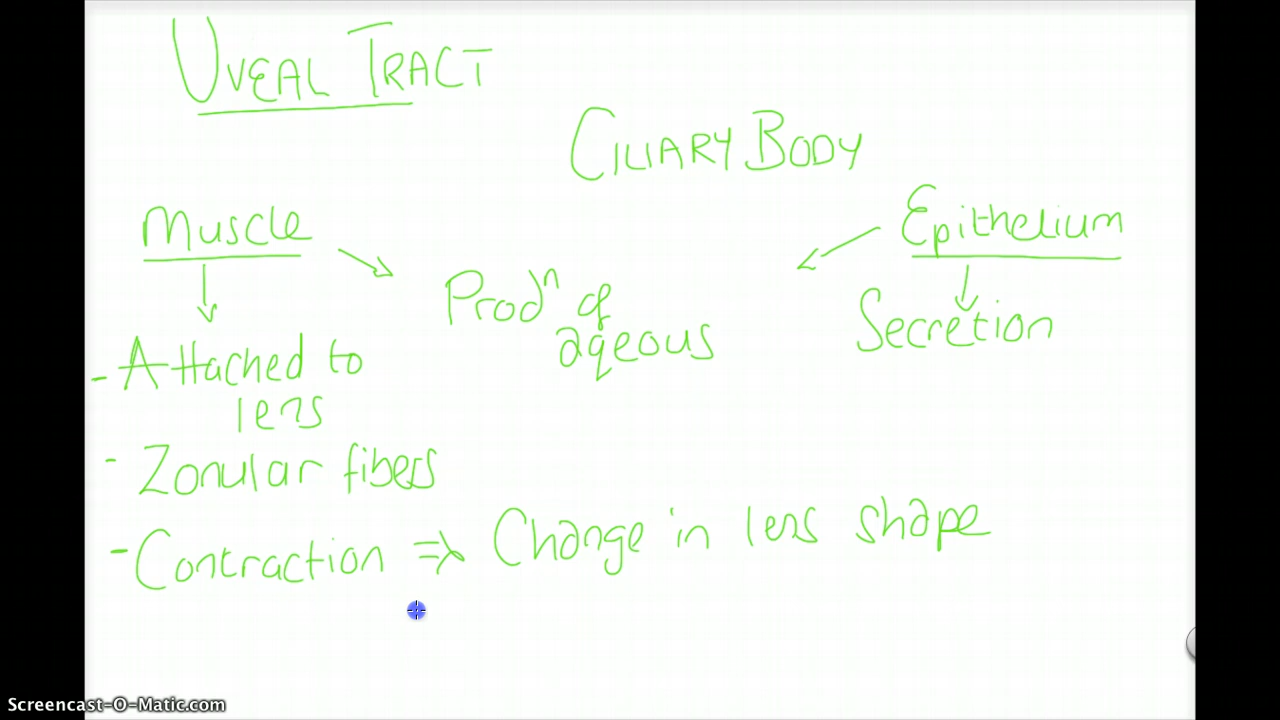 UVEAL TRACT
CILIARY BODY
Muscle
Epithelium
Prodⁿ of
aqeous
Secretion
- Attached to
lens
- Zonular fibers
- Contraction ⇒ Change in lens shape
Screencast-O-Matic.com